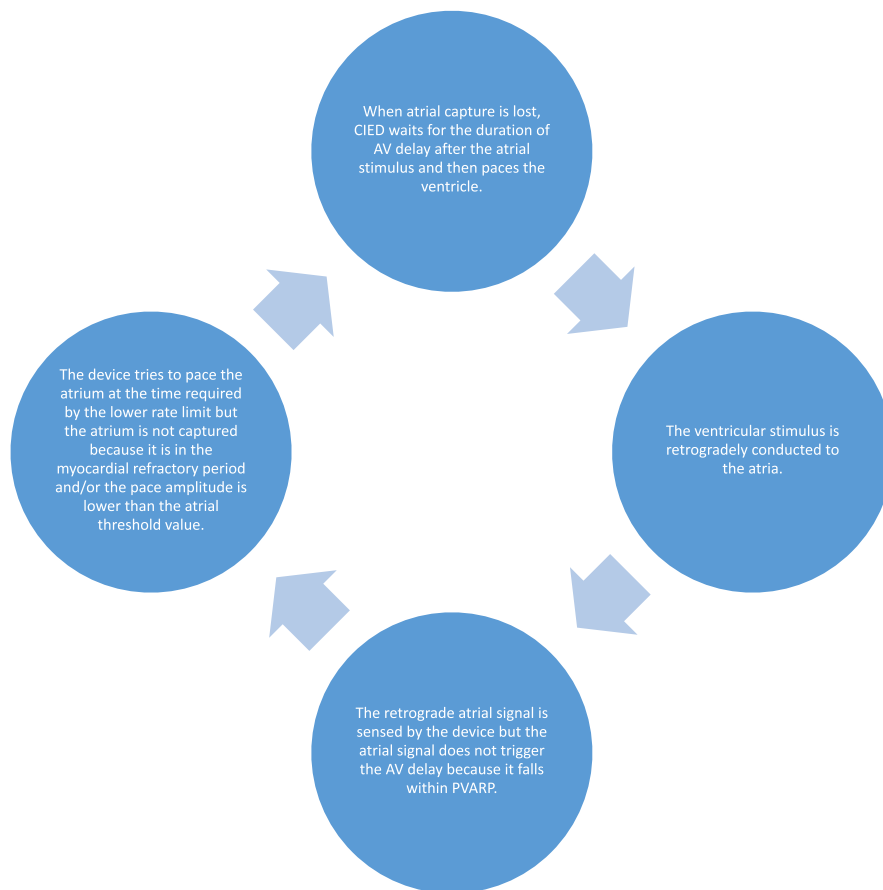 When atrial capture is lost,
CIED waits for the duration of
AV delay after the atrial
stimulus and then paces the
ventricle.
The ventricular stimulus is
retrogradely conducted to
the atria.
The retrograde atrial signal is
sensed by the device but the
atrial signal does not trigger
the AV delay because it falls
within PVARP.
The device tries to pace the
atrium at the time required
by the lower rate limit but
the atrium is not captured
because it is in the
myocardial refractory period
and/or the pace amplitude is
lower than the atrial
threshold value.